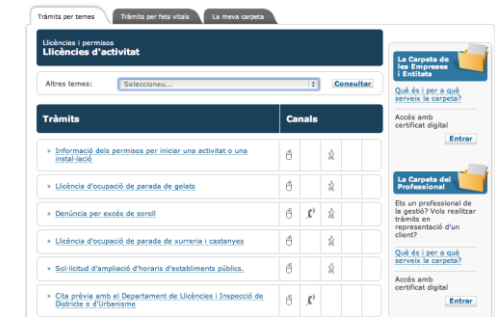 Tràmits per temes
Tràmits per fets vitals
La meva carpeta
Llicències i permisos
Llicències d'activitat
Altres temes:
Seleccioneu...
Consultar
Tràmits
Canals
» Informació dels permisos per iniciar una activitat o una
instal·lació
» Llicència d'ocupació de parada de gelats
» Denúncia per excés de soroll
» Llicència d'ocupació de parada de xurreria i castanyes
» Sol·licitud d'ampliació d'horaris d'establiments públics.
» Cita prèvia amb el Departament de Llicències i Inspecció de
Districte o d'Urbanisme
La Carpeta de
les Empreses
i Entitats
Què és i per a què
serveix la carpeta?
Accés amb
certificat digital
Entrar
La Carpeta del
Professional
Ets un professional de
la gestió? Vols realitzar
tràmits en
representació d'un
client?
Què és i per a què
serveix la carpeta?
Accés amb
certificat digital
Entrar